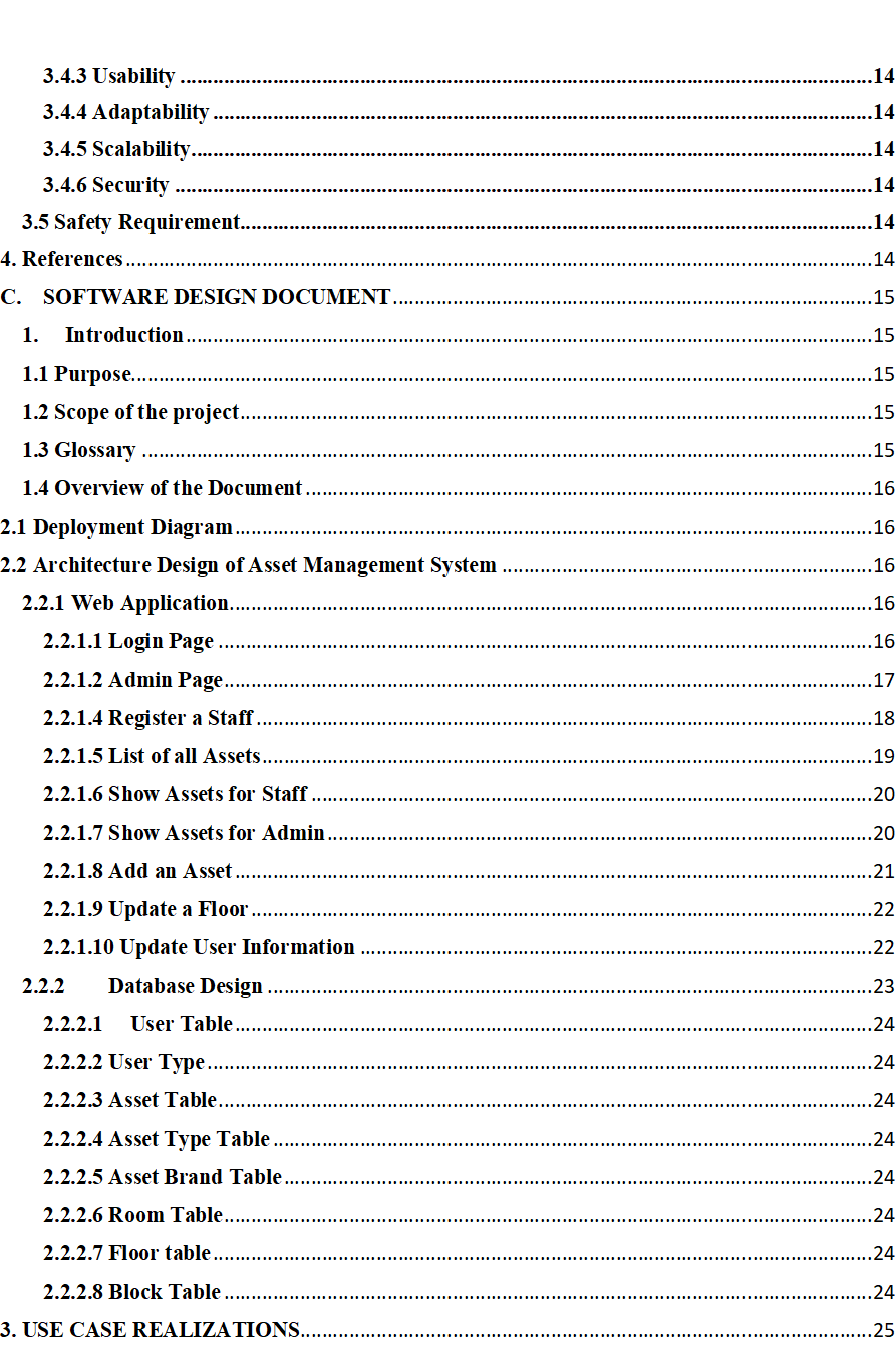 3.4.3 Usability ..... 14
3.4.4 Adaptability ..... 14
3.4.5 Scalability ..... 14
3.4.6 Security ..... 14
3.5 Safety Requirement ..... 14
4. References ..... 14
C. SOFTWARE DESIGN DOCUMENT ..... 15
1. Introduction ..... 15
1.1 Purpose ..... 15
1.2 Scope of the project ..... 15
1.3 Glossary ..... 15
1.4 Overview of the Document ..... 16
2.1 Deployment Diagram ..... 16
2.2 Architecture Design of Asset Management System ..... 16
2.2.1 Web Application ..... 16
2.2.1.1 Login Page ..... 16
2.2.1.2 Admin Page ..... 17
2.2.1.4 Register a Staff ..... 18
2.2.1.5 List of all Assets ..... 19
2.2.1.6 Show Assets for Staff ..... 20
2.2.1.7 Show Assets for Admin ..... 20
2.2.1.8 Add an Asset ..... 21
2.2.1.9 Update a Floor ..... 22
2.2.1.10 Update User Information ..... 22
2.2.2 Database Design ..... 23
2.2.2.1 User Table ..... 24
2.2.2.2 User Type ..... 24
2.2.2.3 Asset Table ..... 24
2.2.2.4 Asset Type Table ..... 24
2.2.2.5 Asset Brand Table ..... 24
2.2.2.6 Room Table ..... 24
2.2.2.7 Floor table ..... 24
2.2.2.8 Block Table ..... 24
3. USE CASE REALIZATIONS ..... 25